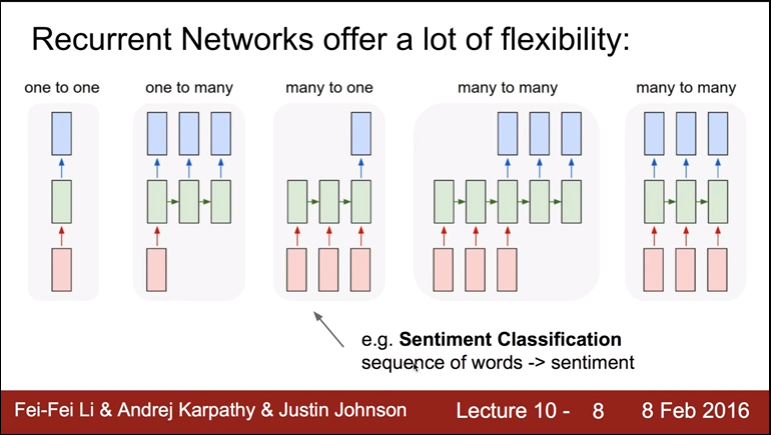 Recurrent Networks offer a lot of flexibility:
one to one one to many many to one many to many many to many
e.g. Sentiment Classification
sequence of words -> sentiment
Fei-Fei Li & Andrej Karpathy & Justin Johnson Lecture 10 - 8 8 Feb 2016